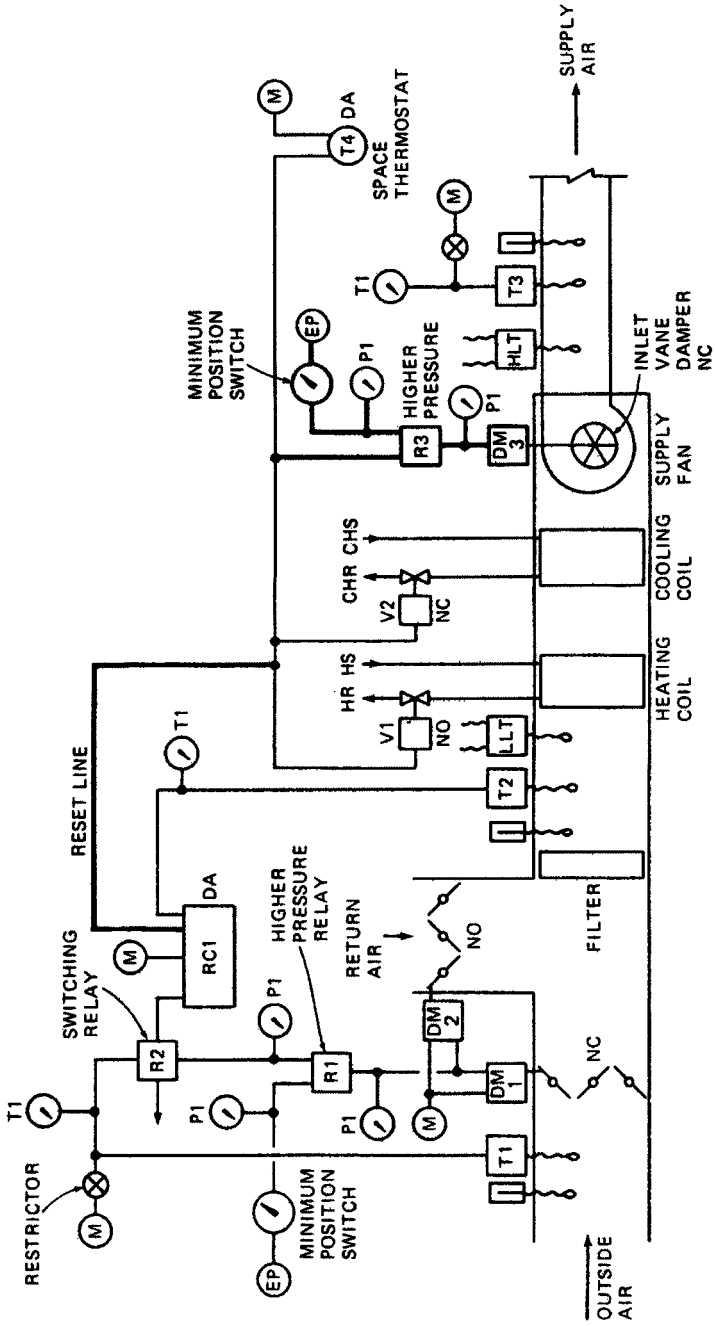 T1
RESTRICTOR
M
SWITCHING
RELAY
R2
M
RC1
DA
RESET LINE
T1
P1
EP
MINIMUM
POSITION
SWITCH
P1
R1
HIGHER
PRESSURE
RELAY
P1
M
DM
1
DM
2
RETURN
AIR
NO
NC
T1
OUTSIDE
AIR
FILTER
T2
LLT
V1
NO
HR HS
HEATING
COIL
V2
NC
CHR CHS
COOLING
COIL
MINIMUM
POSITION
SWITCH
EP
P1
HIGHER
PRESSURE
R3
P1
DM
3
SUPPLY
FAN
INLET
VANE
DAMPER
NC
HLT
T1
M
T3
M
T4
DA
SPACE
THERMOSTAT
SUPPLY
AIR